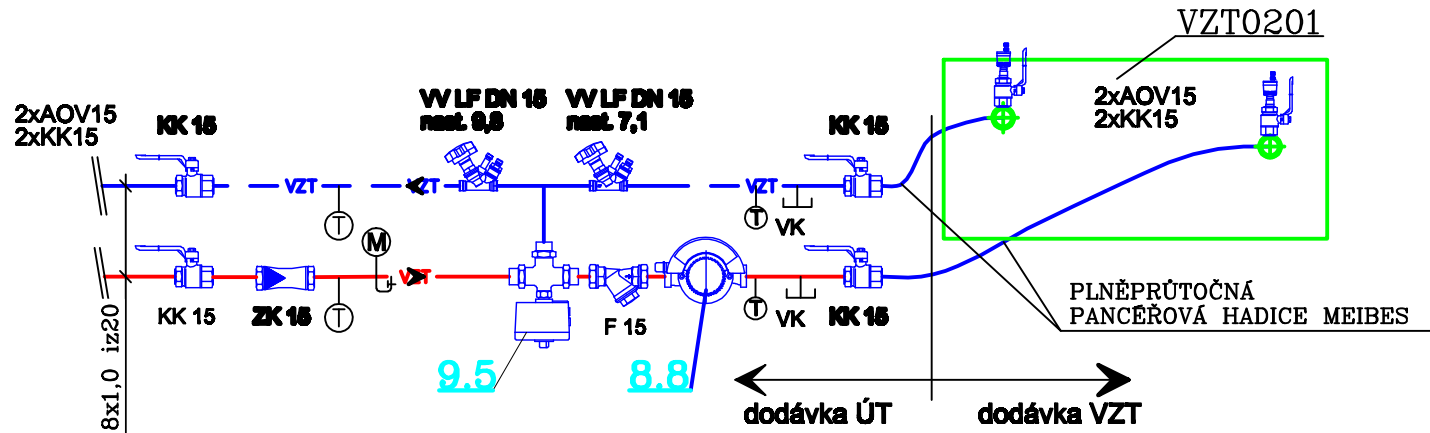 VZT0201
2xAOV15
2xKK15
KK 15
VV LF DN 15
nast. 9,8
VV LF DN 15
nast. 7,1
KK 15
2xAOV15
2xKK15
VZT
VZT
VZT
T
T
VK
M
VZT
KK 15
ZK 15
T
F 15
T
VK
KK 15
PLNĚPRŮTOČNÁ
PANCÉŘOVÁ HADICE MEIBES
8x1,0 iz20
9.5
8.8
dodávka ÚT
dodávka VZT